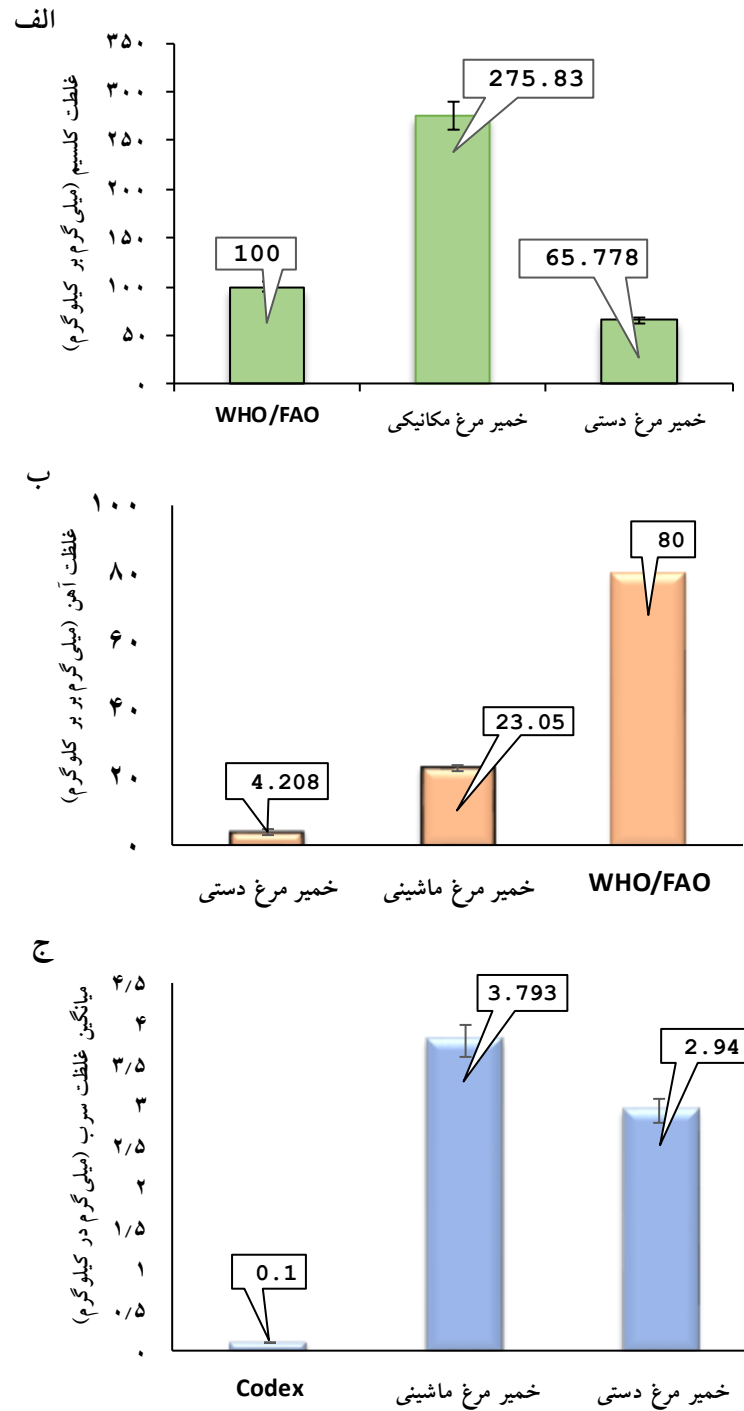 الف
غلظت کلسیم (میلی گرم بر کیلوگرم)
۳۵۰
۳۰۰
۲۵۰
۲۰۰
۱۵۰
۱۰۰
۵۰
۰
100
275.83
65.778
WHO/FAO
خمیر مرغ مکانیکی
خمیر مرغ دستی
ب
غلظت آهن (میلی گرم بر بر کلوگرم)
۱۰۰
۸۰
۶۰
۴۰
۲۰
۰
4.208
23.05
80
خمیر مرغ دستی
خمیر مرغ ماشینی
WHO/FAO
ج
میانگین غلظت سرب (میلی گرم در کیلوگرم)
۴/۵
۴
۳/۵
۳
۲/۵
۲
۱/۵
۱
۰/۵
۰
0.1
3.793
2.94
Codex
خمیر مرغ ماشینی
خمیر مرغ دستی